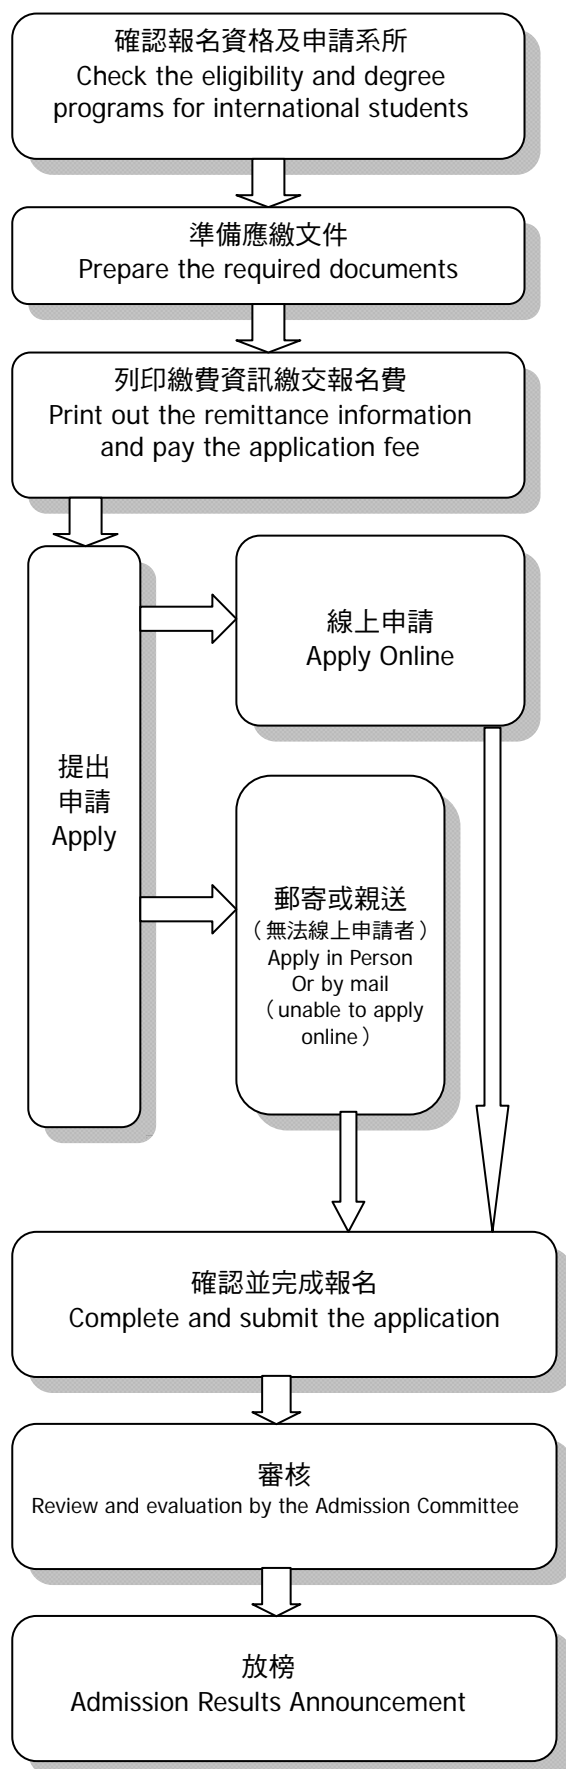 確認報名資格及申請系所
Check the eligibility and degree
programs for international students
準備應繳文件
Prepare the required documents
列印繳費資訊繳交報名費
Print out the remittance information
and pay the application fee
提出
申請
Apply
線上申請
Apply Online
郵寄或親送
（無法線上申請者）
Apply in Person
Or by mail
（unable to apply
online）
確認並完成報名
Complete and submit the application
審核
Review and evaluation by the Admission Committee
放榜
Admission Results Announcement